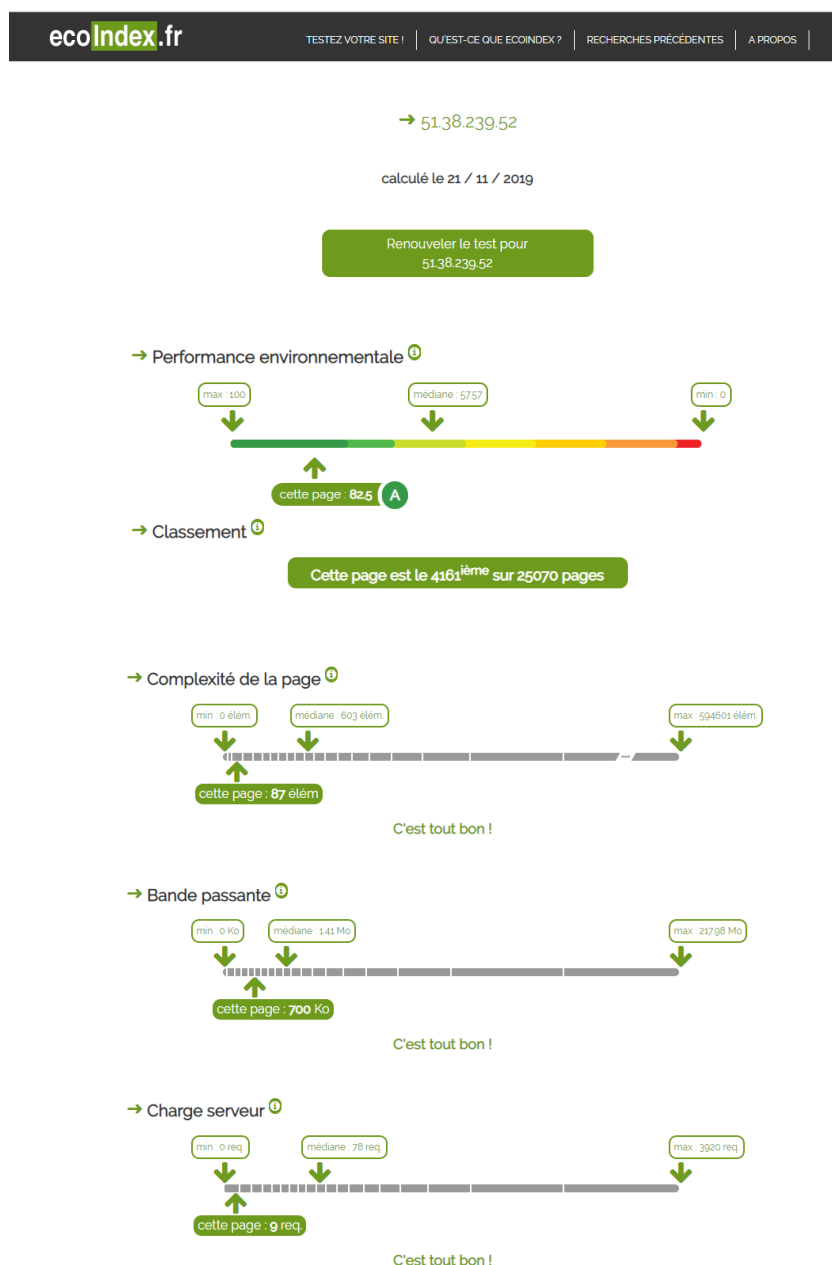 ecoIndex.fr
TESTEZ VOTRE SITE ! QU'EST-CE QUE ECOINDEX ? RECHERCHES PRÉCÉDENTES A PROPOS
→ 51.38.239.52
calculé le 21 / 11 / 2019
Renouveler le test pour
51.38.239.52
→ Performance environnementale
max : 100 médiane : 57.57 min : 0
cette page : 82.5 A
→ Classement
Cette page est le 4161ième sur 25070 pages
→ Complexité de la page
min : 0 élém. médiane : 603 élém. max : 594601 élém.
cette page : 87 élém
C'est tout bon !
→ Bande passante
min : 0 Ko médiane : 1.41 Mo max : 217.98 Mo
cette page : 700 Ko
C'est tout bon !
→ Charge serveur
min : 0 req. médiane : 78 req. max : 3920 req.
cette page : 9 req.
C'est tout bon !